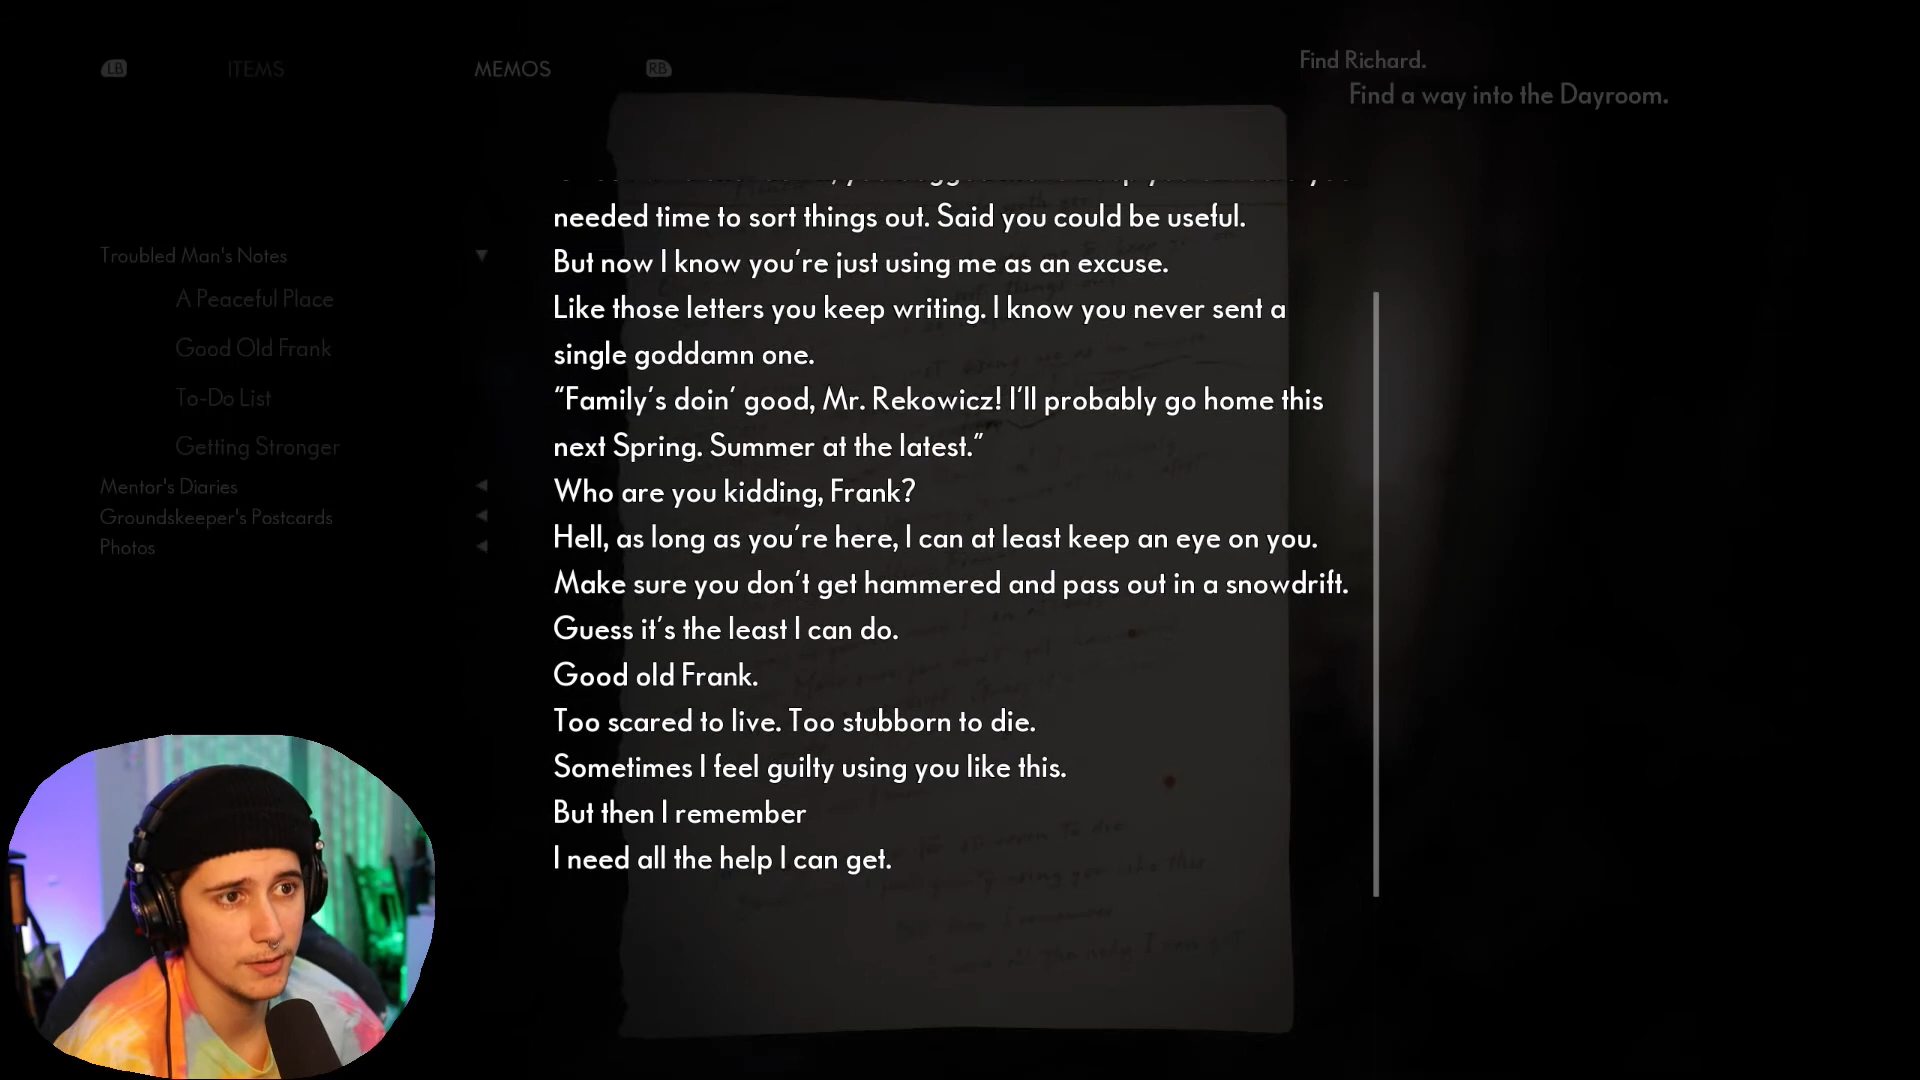 LB
ITEMS
MEMOS
RB
Find Richard.
Find a way into the Dayroom.
Troubled Man's Notes
A Peaceful Place
Good Old Frank
To-Do List
Getting Stronger
Mentor's Diaries
Groundskeeper's Postcards
Photos
needed time to sort things out. Said you could be useful.
But now I know you're just using me as an excuse.
Like those letters you keep writing. I know you never sent a
single goddamn one.
"Family's doin' good, Mr. Rekowicz! I'll probably go home this
next Spring. Summer at the latest."
Who are you kidding, Frank?
Hell, as long as you're here, I can at least keep an eye on you.
Make sure you don't get hammered and pass out in a snowdrift.
Guess it's the least I can do.
Good old Frank.
Too scared to live. Too stubborn to die.
Sometimes I feel guilty using you like this.
But then I remember
I need all the help I can get.